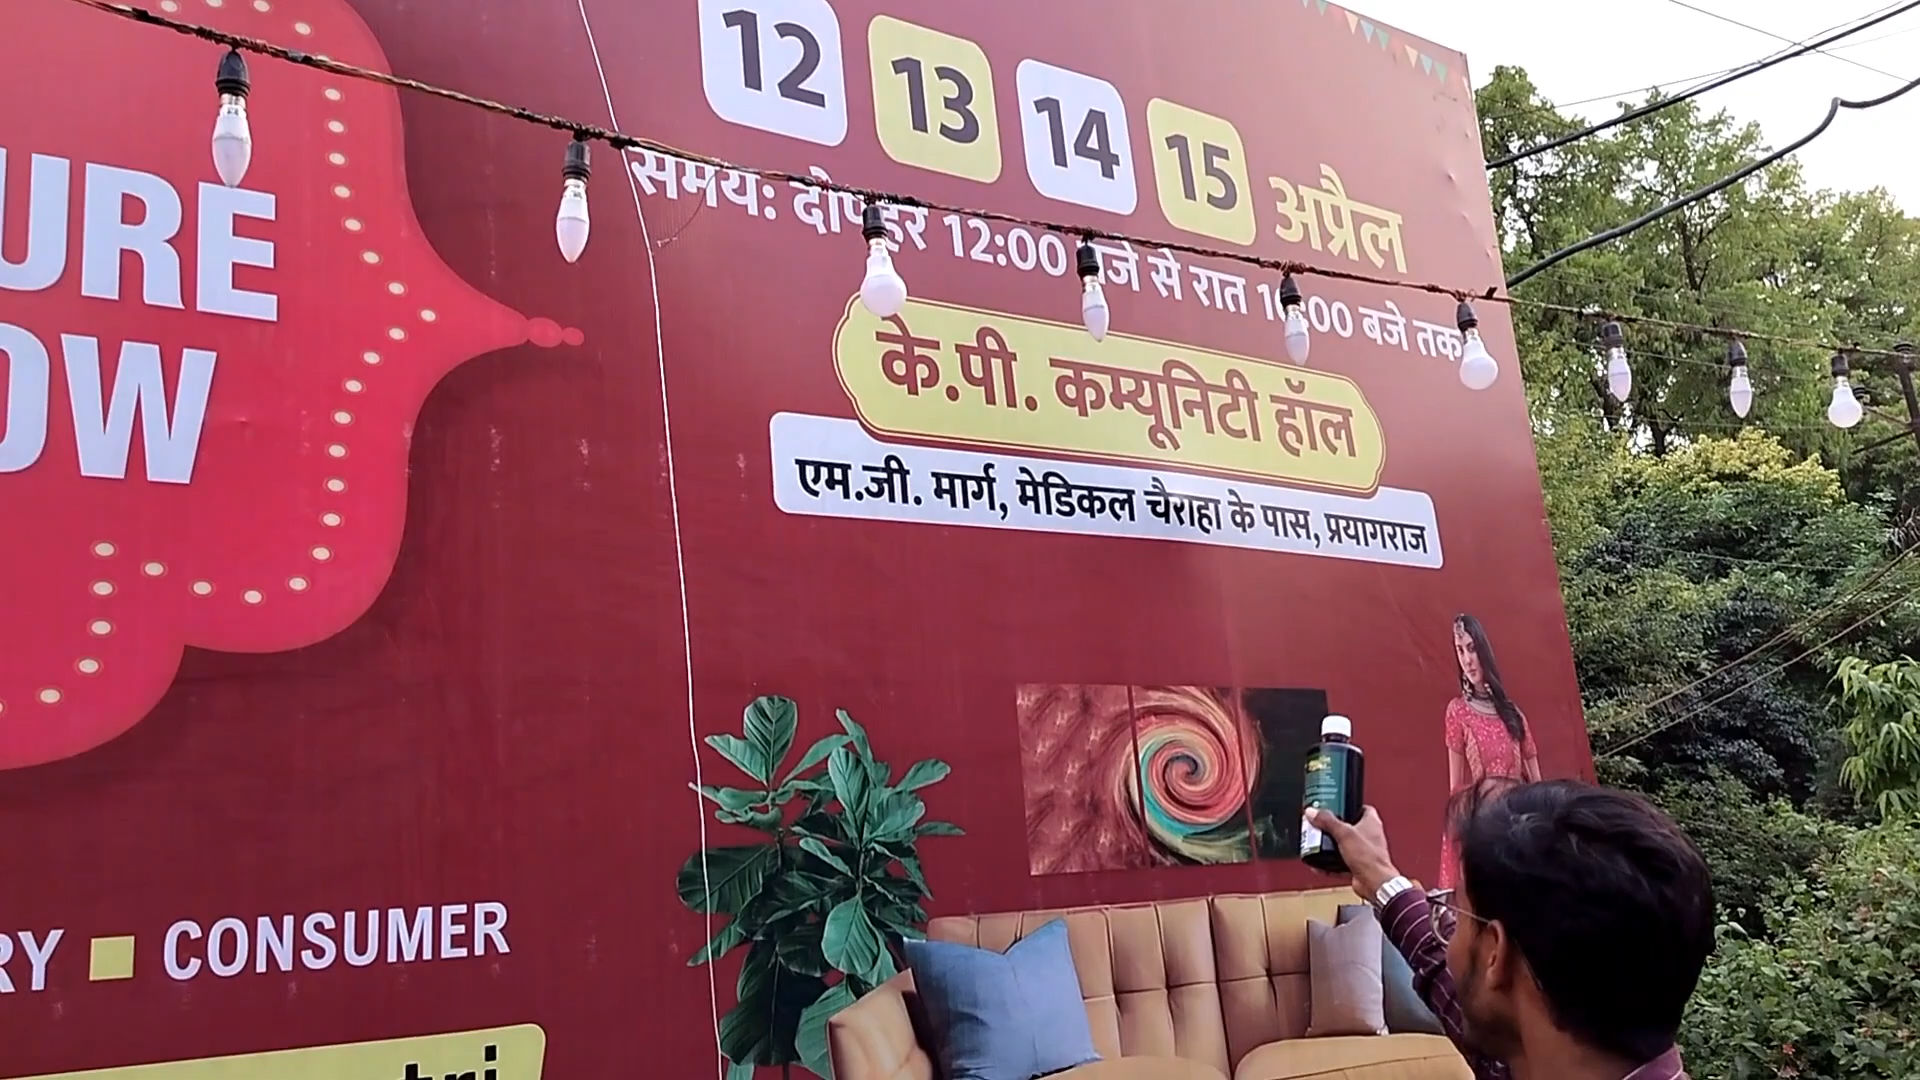 12 13 14 15 अप्रैल
समय: दोपहर 12:00 बजे से रात 10:00 बजे तक
के.पी. कम्यूनिटी हॉल
एम.जी. मार्ग, मेडिकल चैराहा के पास, प्रयागराज
URE
OW
RY ■ CONSUMER
tri